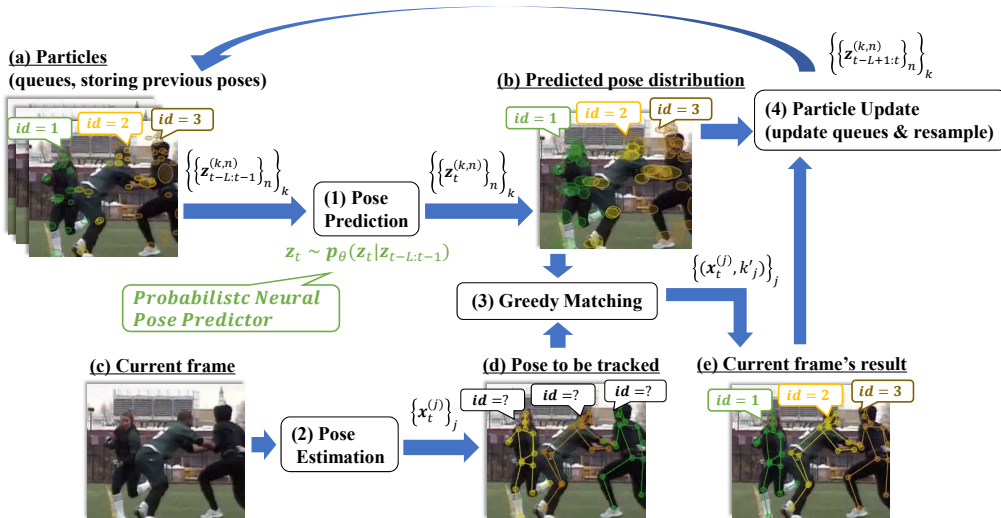 (a) Particles
(queues, storing previous poses)
id = 1
id = 2
id = 3
{{z_{t-L:t-1}^{(k,n)}}_n}_k
(1) Pose
Prediction
{{z_t^{(k,n)}}_n}_k
z_t ~ p_θ(z_t|z_{t-L:t-1})
Probabilistc Neural
Pose Predictor
(b) Predicted pose distribution
id = 1
id = 2
id = 3
{{z_{t-L+1:t}^{(k,n)}}_n}_k
(4) Particle Update
(update queues & resample)
(3) Greedy Matching
{(x_t^{(j)}, k'_j)}_j
(c) Current frame
(2) Pose
Estimation
{x_t^{(j)}}_j
(d) Pose to be tracked
id =?
id =?
id =?
(e) Current frame's result
id = 1
id = 2
id = 3